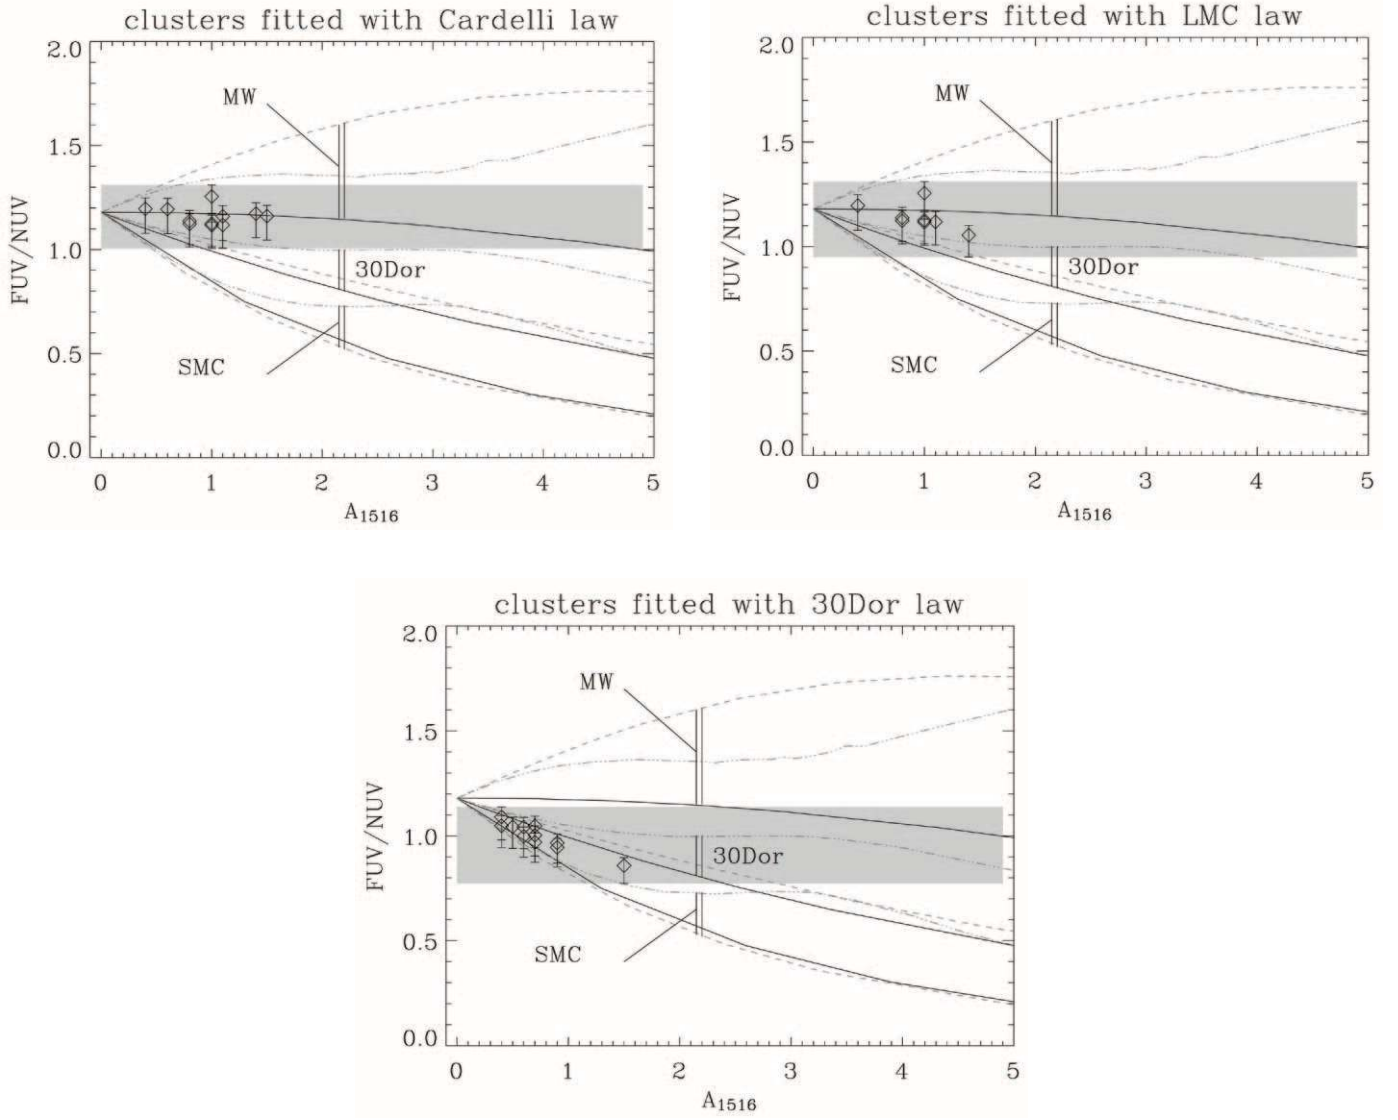 clusters fitted with Cardelli law
2.0
1.5
1.0
0.5
0.0
FUV/NUV
MW
30Dor
SMC
0 1 2 3 4 5
A1516
clusters fitted with LMC law
2.0
1.5
1.0
0.5
0.0
FUV/NUV
MW
30Dor
SMC
0 1 2 3 4 5
A1516
clusters fitted with 30Dor law
2.0
1.5
1.0
0.5
0.0
FUV/NUV
MW
30Dor
SMC
0 1 2 3 4 5
A1516